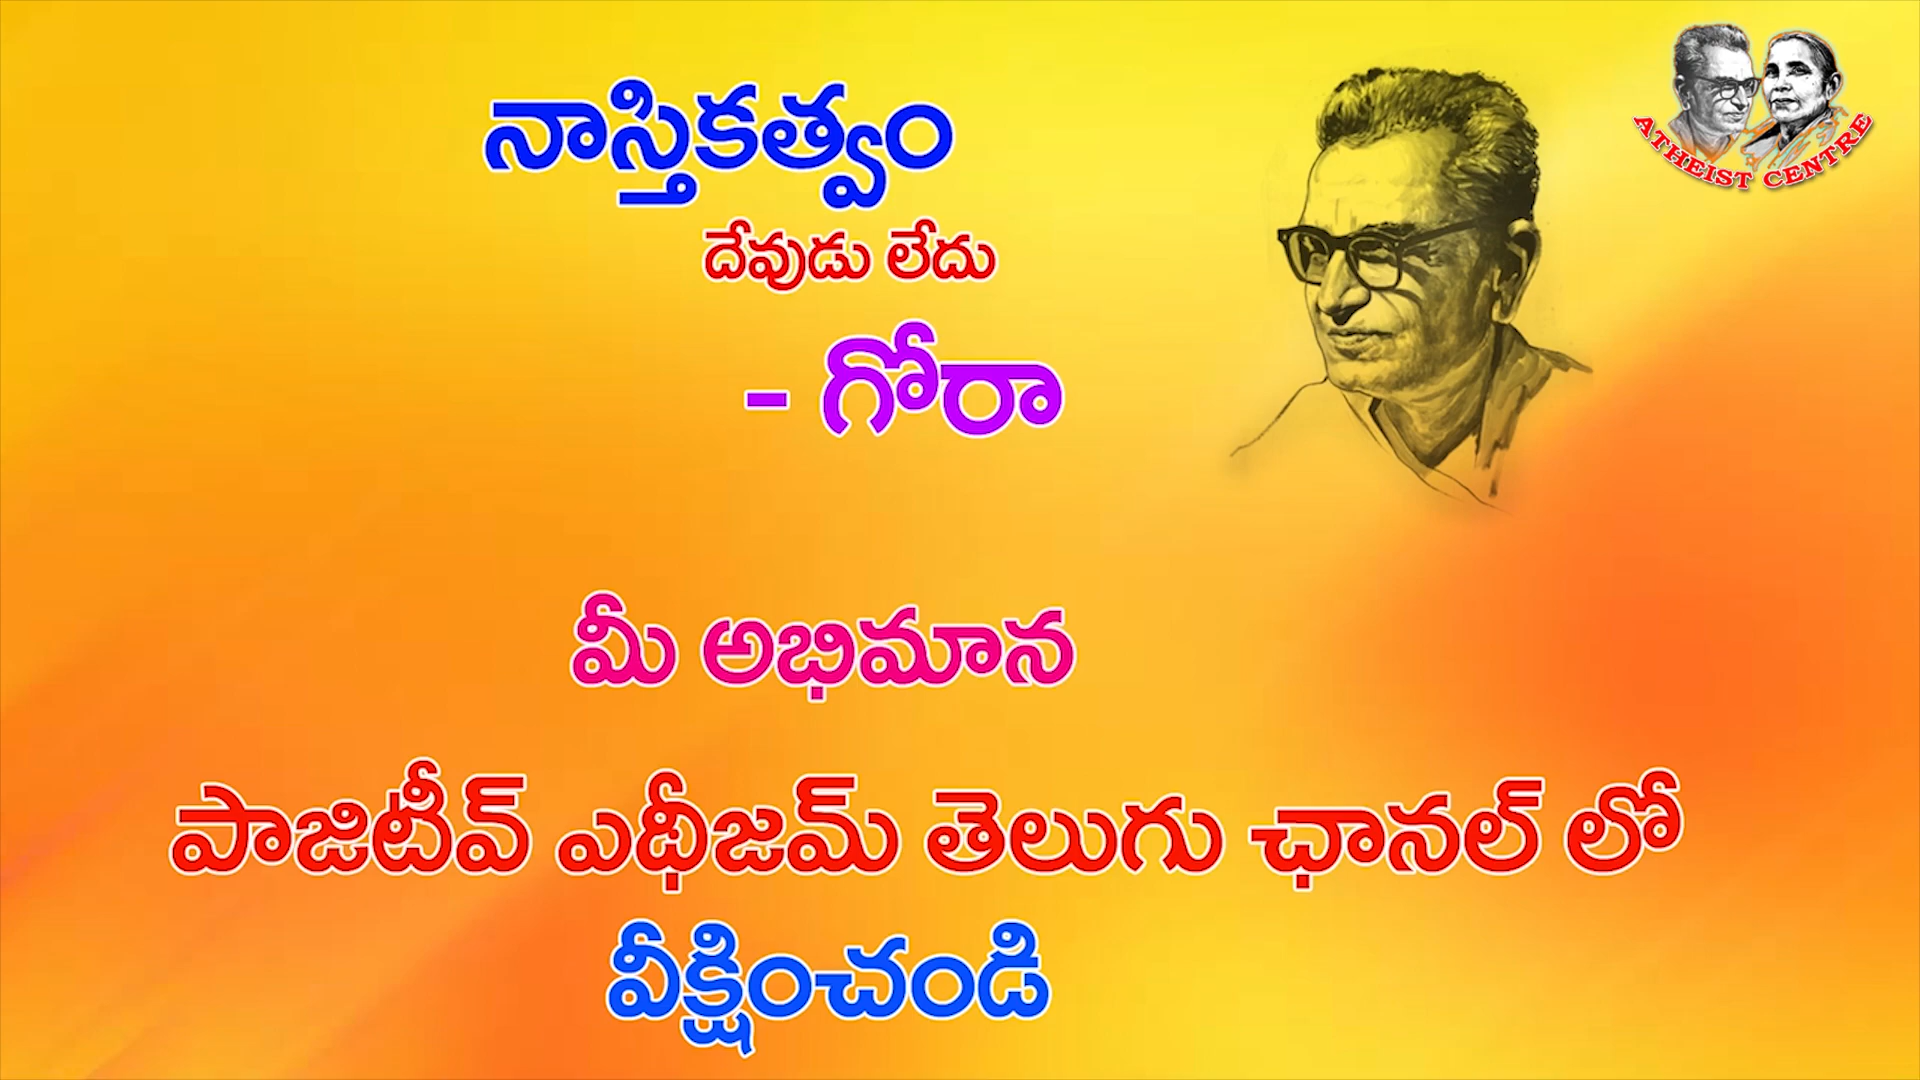 నాస్తికత్వం
దేవుడు లేదు
- గోరా
ATHEIST CENTRE
మీ అభిమాన
పాజిటీవ్ ఎథీజమ్ తెలుగు ఛానల్ లో
వీక్షించండి